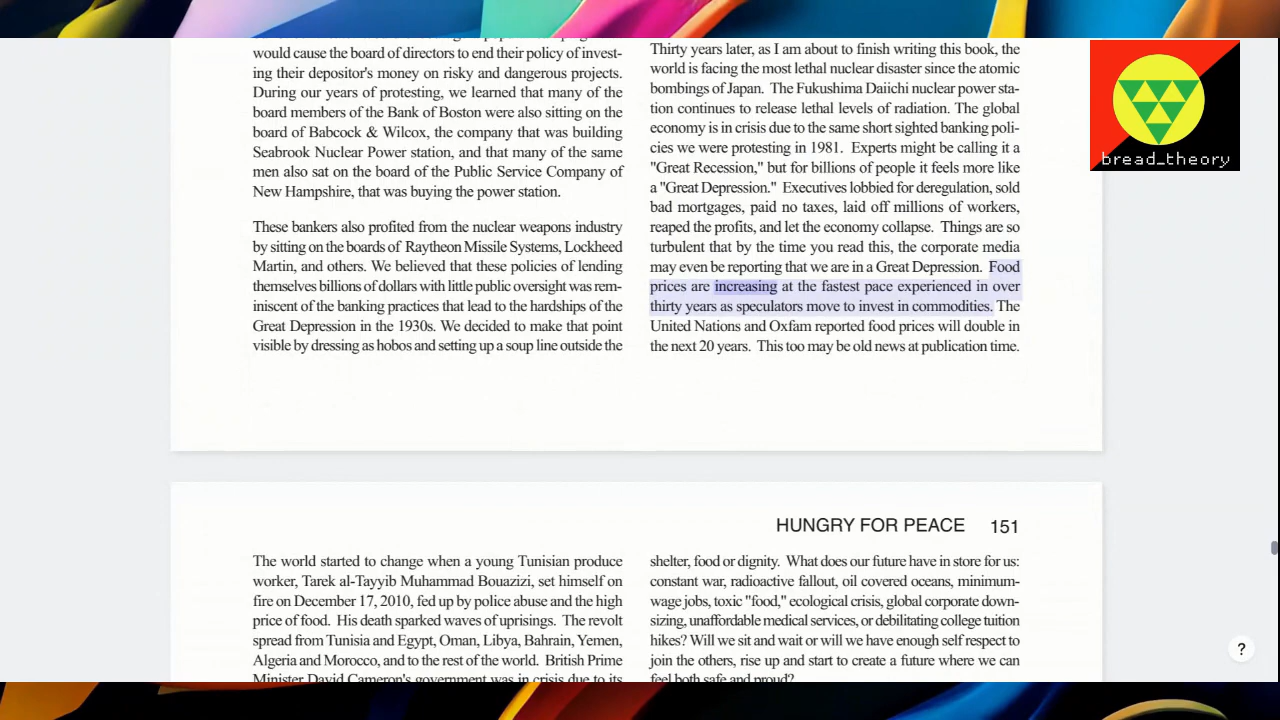 would cause the board of directors to end their policy of invest-
ing their depositor's money on risky and dangerous projects.
During our years of protesting, we learned that many of the
board members of the Bank of Boston were also sitting on the
board of Babcock & Wilcox, the company that was building
Seabrook Nuclear Power station, and that many of the same
men also sat on the board of the Public Service Company of
New Hampshire, that was buying the power station.
These bankers also profited from the nuclear weapons industry
by sitting on the boards of Raytheon Missile Systems, Lockheed
Martin, and others. We believed that these policies of lending
themselves billions of dollars with little public oversight was rem-
iniscent of the banking practices that lead to the hardships of the
Great Depression in the 1930s. We decided to make that point
visible by dressing as hobos and setting up a soup line outside the
Thirty years later, as I am about to finish writing this book, the
world is facing the most lethal nuclear disaster since the atomic
bombings of Japan. The Fukushima Daiichi nuclear power sta-
tion continues to release lethal levels of radiation. The global
economy is in crisis due to the same short sighted banking poli-
cies we were protesting in 1981. Experts might be calling it a
"Great Recession," but for billions of people it feels more like
a "Great Depression." Executives lobbied for deregulation, sold
bad mortgages, paid no taxes, laid off millions of workers,
reaped the profits, and let the economy collapse. Things are so
turbulent that by the time you read this, the corporate media
may even be reporting that we are in a Great Depression. Food
prices are increasing at the fastest pace experienced in over
thirty years as speculators move to invest in commodities. The
United Nations and Oxfam reported food prices will double in
the next 20 years. This too may be old news at publication time.
bread_theory
HUNGRY FOR PEACE 151
The world started to change when a young Tunisian produce
worker, Tarek al-Tayyib Muhammad Bouazizi, set himself on
fire on December 17, 2010, fed up by police abuse and the high
price of food. His death sparked waves of uprisings. The revolt
spread from Tunisia and Egypt, Oman, Libya, Bahrain, Yemen,
Algeria and Morocco, and to the rest of the world. British Prime
Minister David Cameron's government was in crisis due to its
shelter, food or dignity. What does our future have in store for us:
constant war, radioactive fallout, oil covered oceans, minimum-
wage jobs, toxic "food," ecological crisis, global corporate down-
sizing, unaffordable medical services, or debilitating college tuition
hikes? Will we sit and wait or will we have enough self respect to
join the others, rise up and start to create a future where we can
feel both safe and proud?
?